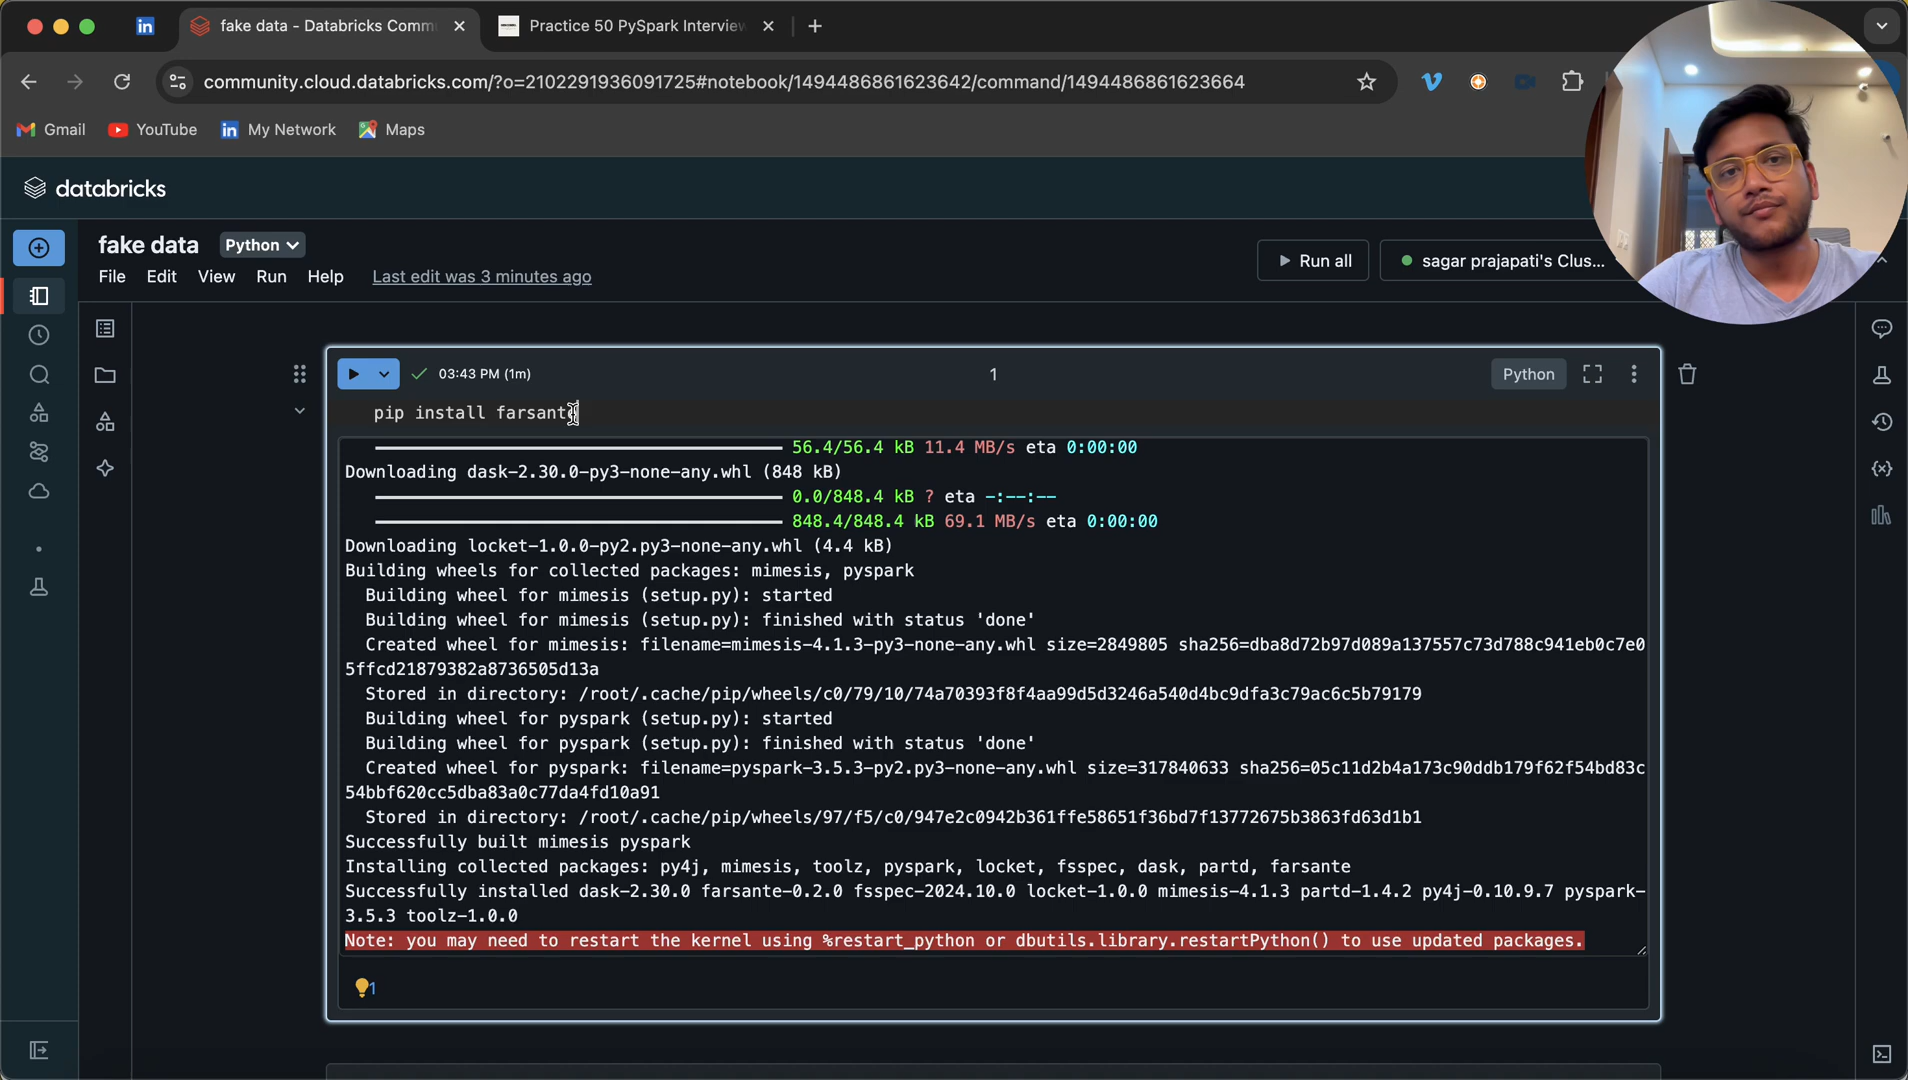 fake data - Databricks Comm
Practice 50 PySpark Interview
community.cloud.databricks.com/?o=2102291936091725#notebook/1494486861623642/command/1494486861623664
Gmail
YouTube
My Network
Maps
databricks
fake data
Python
File
Edit
View
Run
Help
Last edit was 3 minutes ago
Run all
sagar prajapati's Clus...
03:43 PM (1m)
1
Python
pip install farsante
56.4/56.4 kB 11.4 MB/s eta 0:00:00
Downloading dask-2.30.0-py3-none-any.whl (848 kB)
0.0/848.4 kB ? eta -:--:--
848.4/848.4 kB 69.1 MB/s eta 0:00:00
Downloading locket-1.0.0-py2.py3-none-any.whl (4.4 kB)
Building wheels for collected packages: mimesis, pyspark
Building wheel for mimesis (setup.py): started
Building wheel for mimesis (setup.py): finished with status 'done'
Created wheel for mimesis: filename=mimesis-4.1.3-py3-none-any.whl size=2849805 sha256=dba8d72b97d089a137557c73d788c941eb0c7e0
5ffcd21879382a8736505d13a
Stored in directory: /root/.cache/pip/wheels/c0/79/10/74a70393f8f4aa99d5d3246a540d4bc9dfa3c79ac6c5b79179
Building wheel for pyspark (setup.py): started
Building wheel for pyspark (setup.py): finished with status 'done'
Created wheel for pyspark: filename=pyspark-3.5.3-py2.py3-none-any.whl size=317840633 sha256=05c11d2b4a173c90ddb179f62f54bd83c
54bbf620cc5dba83a0c77da4fd10a91
Stored in directory: /root/.cache/pip/wheels/97/f5/c0/947e2c0942b361ffe58651f36bd7f13772675b3863fd63d1b1
Successfully built mimesis pyspark
Installing collected packages: py4j, mimesis, toolz, pyspark, locket, fsspec, dask, partd, farsante
Successfully installed dask-2.30.0 farsante-0.2.0 fsspec-2024.10.0 locket-1.0.0 mimesis-4.1.3 partd-1.4.2 py4j-0.10.9.7 pyspark-
3.5.3 toolz-1.0.0
Note: you may need to restart the kernel using %restart_python or dbutils.library.restartPython() to use updated packages.
1